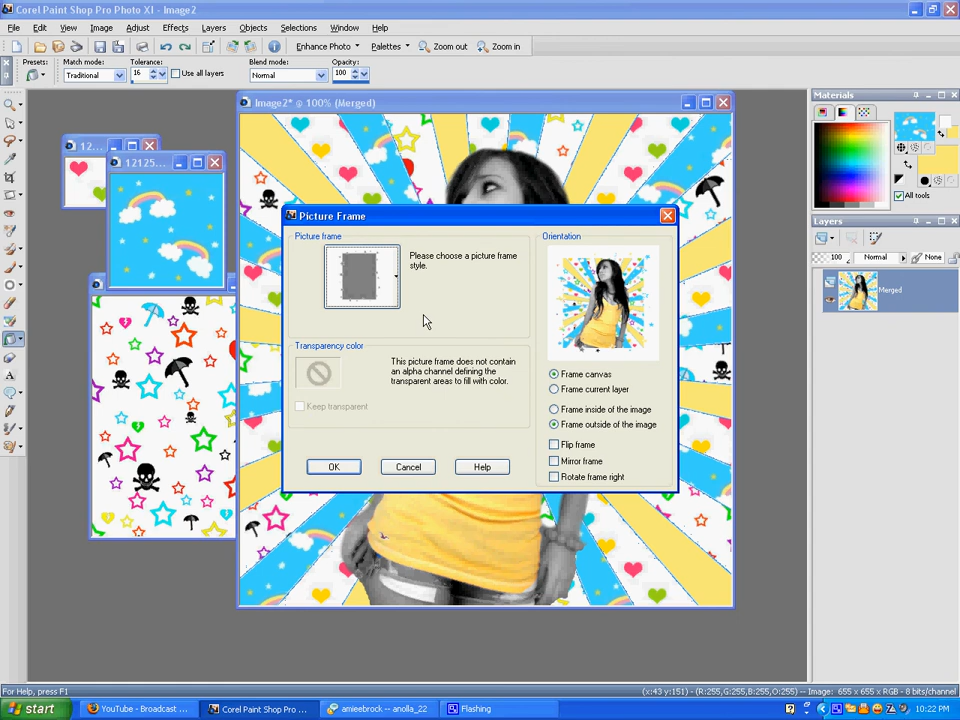 Corel Paint Shop Pro Photo XI - Image2
File Edit View Image Adjust Effects Layers Objects Selections Window Help
Enhance Photo Palettes Zoom out Zoom in
Presets: Match mode: Tolerance: Blend mode: Opacity:
Traditional 16 Use all layers Normal 100
Image2* @ 100% (Merged)
12...
12125...
Picture Frame
Picture frame
Please choose a picture frame
style.
Transparency color
This picture frame does not contain
an alpha channel defining the
transparent areas to fill with color.
Keep transparent
OK Cancel Help
Orientation
Frame canvas
Frame current layer
Frame inside of the image
Frame outside of the image
Flip frame
Mirror frame
Rotate frame right
Materials
All tools
Layers
100 Normal None
Merged
For Help, press F1
(x:43 y:151) - (R:255,G:255,B:255,O:255) -- Image: 655 x 655 x RGB - 8 bits/channel
start YouTube - Broadcast ... Corel Paint Shop Pro ... amieebrock -- anolla_22 Flashing 10:22 PM